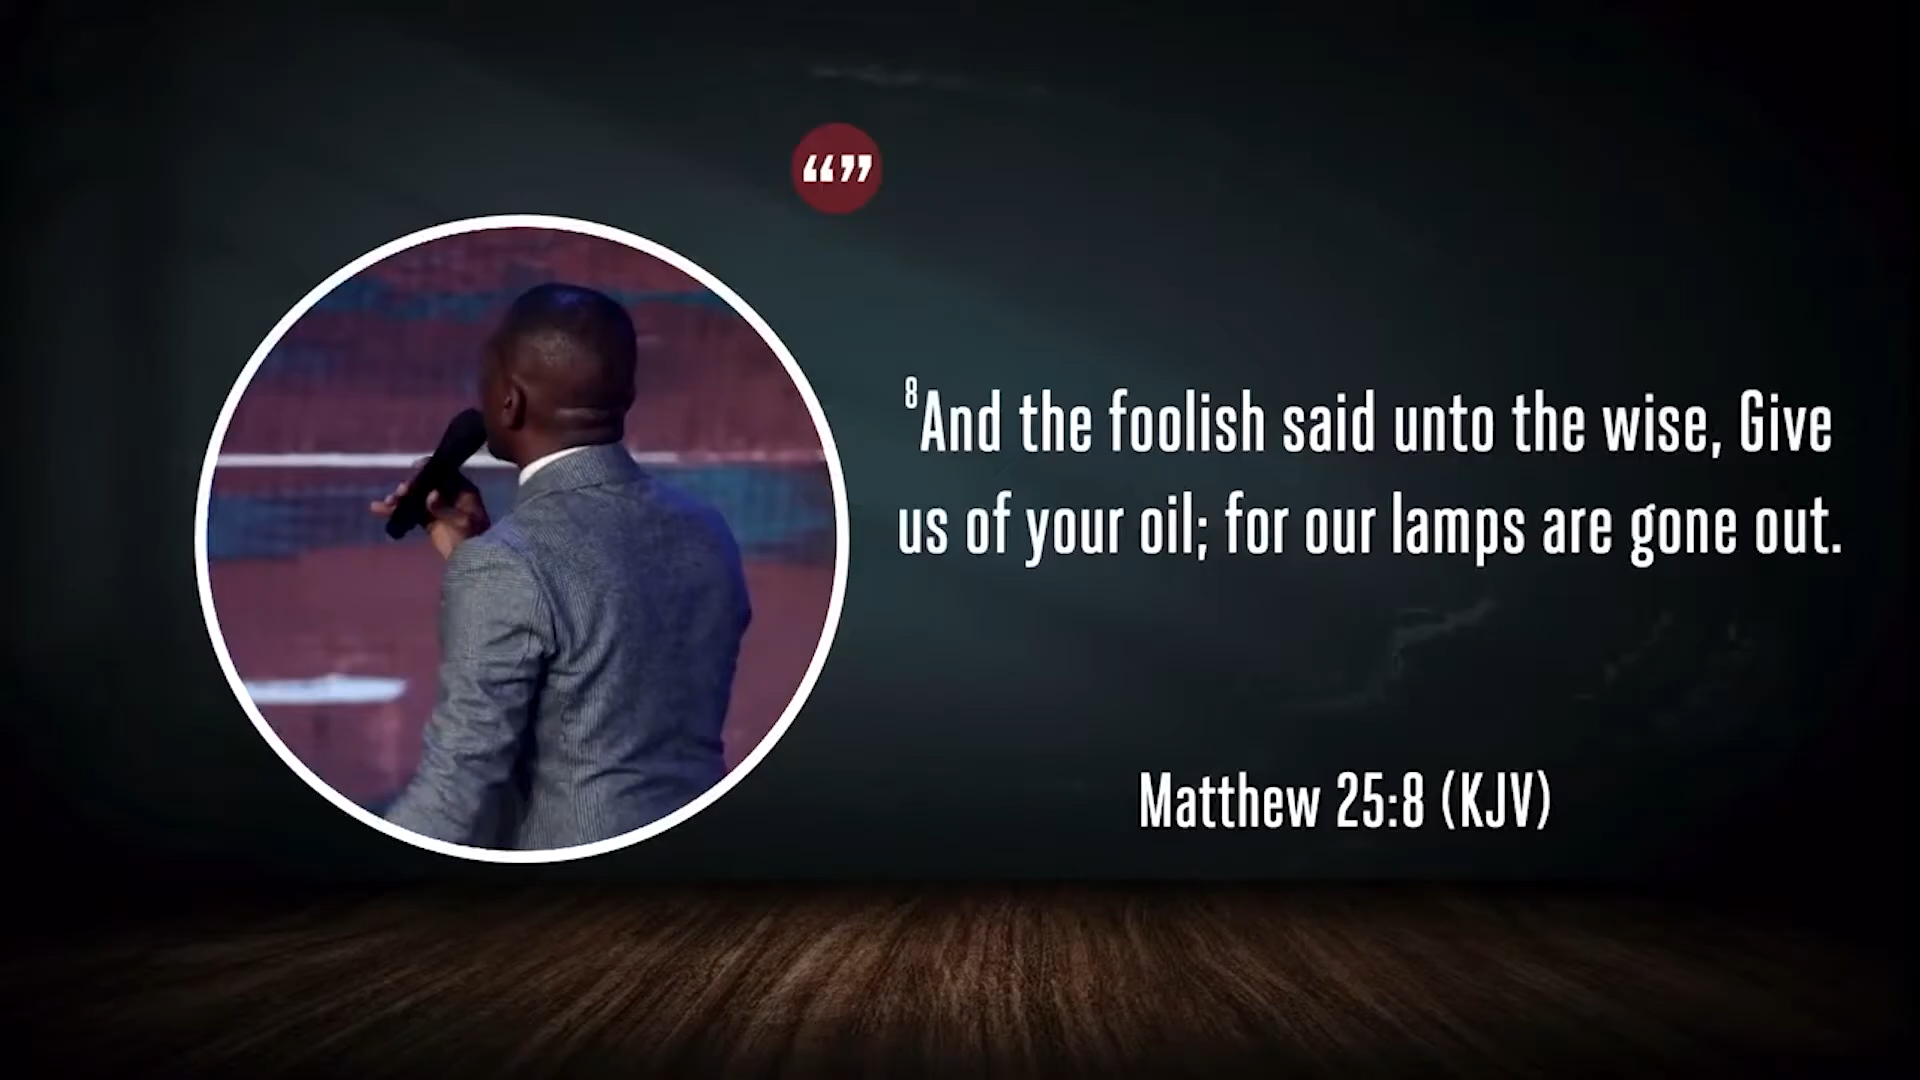 “”
⁸And the foolish said unto the wise, Give
us of your oil; for our lamps are gone out.
Matthew 25:8 (KJV)